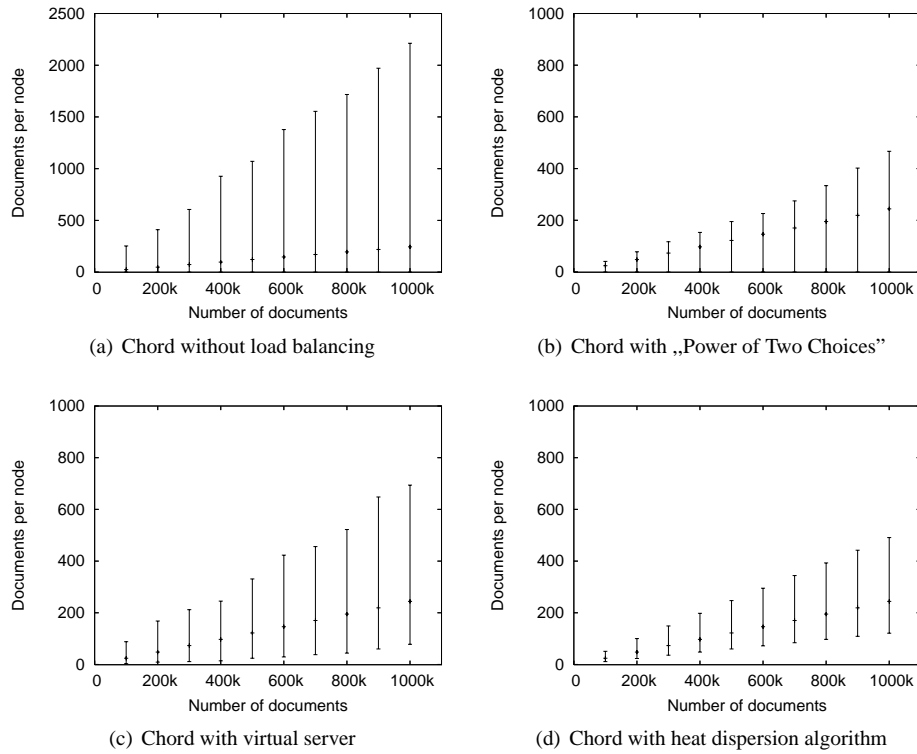 2500
2000
1500
1000
500
0
Documents per node
0 200k 400k 600k 800k 1000k
Number of documents
(a) Chord without load balancing
1000
800
600
400
200
0
Documents per node
0 200k 400k 600k 800k 1000k
Number of documents
(b) Chord with ,,Power of Two Choices”
1000
800
600
400
200
0
Documents per node
0 200k 400k 600k 800k 1000k
Number of documents
(c) Chord with virtual server
1000
800
600
400
200
0
Documents per node
0 200k 400k 600k 800k 1000k
Number of documents
(d) Chord with heat dispersion algorithm